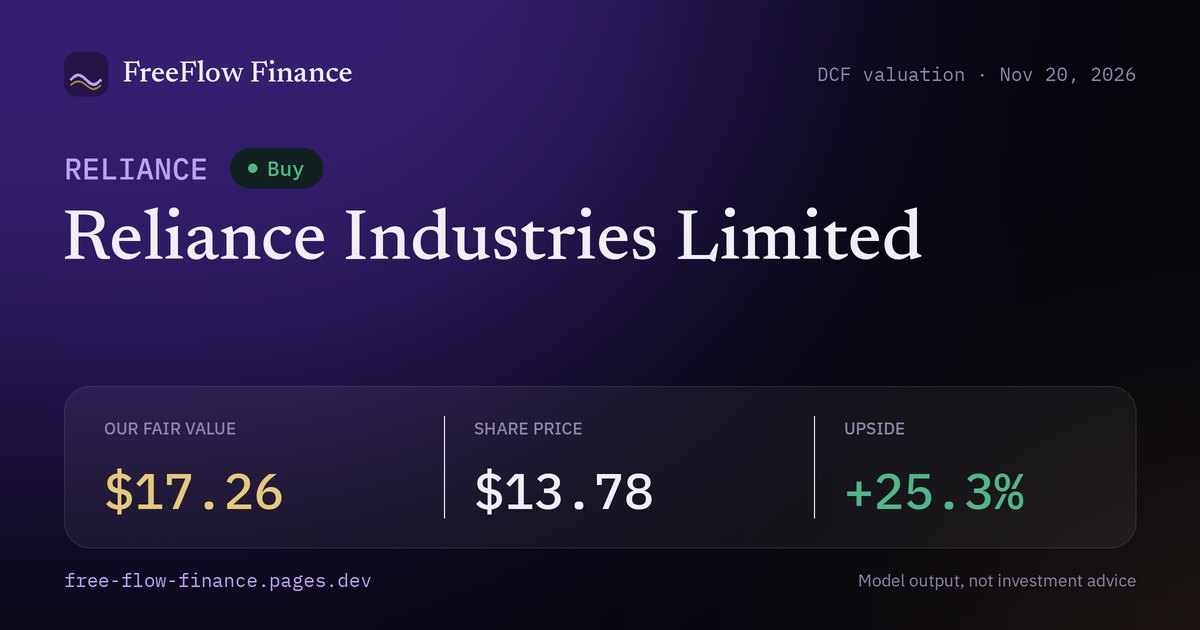 FreeFlow Finance
DCF valuation · Nov 20, 2026
RELIANCE
Buy
Reliance Industries Limited
OUR FAIR VALUE
SHARE PRICE
UPSIDE
$17.26
$13.78
+25.3%
free-flow-finance.pages.dev
Model output, not investment advice